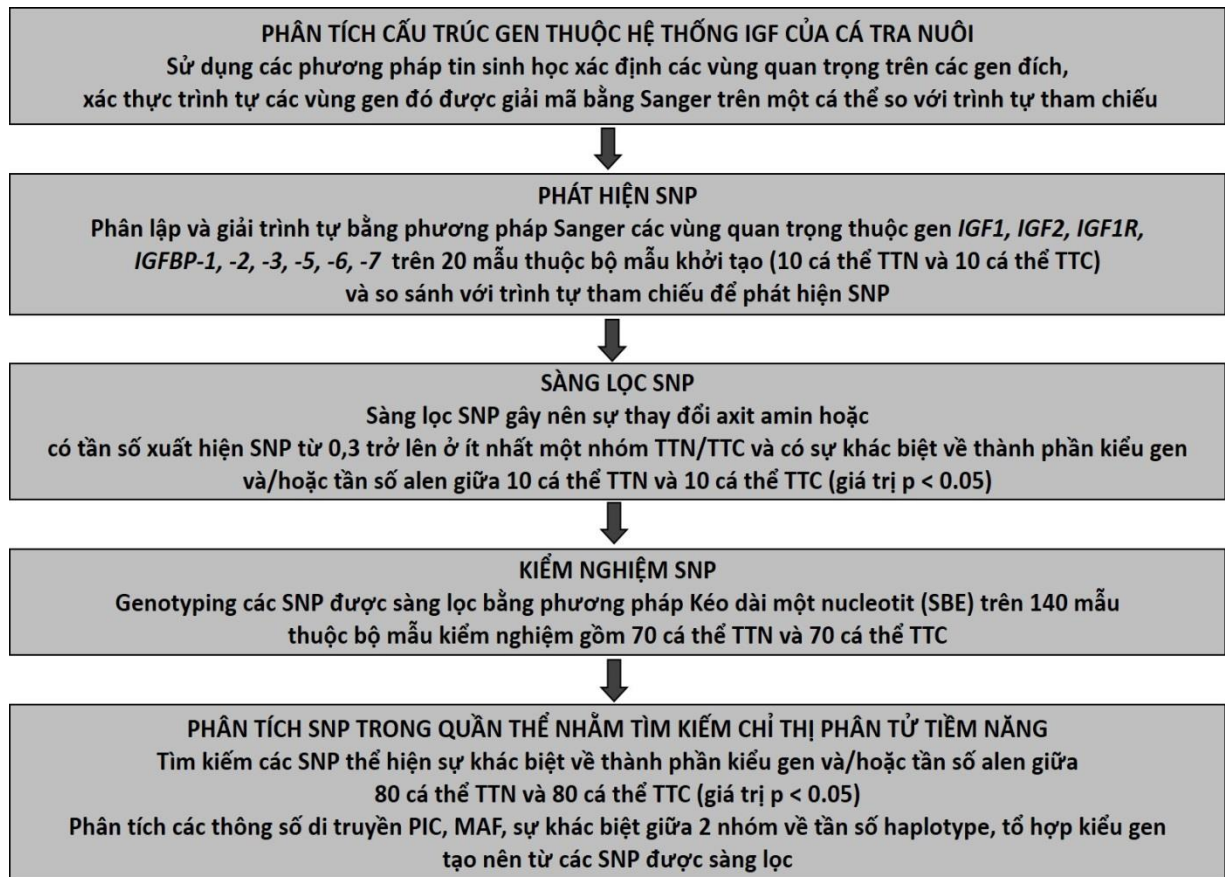 PHÂN TÍCH CẤU TRÚC GEN THUỘC HỆ THỐNG IGF CỦA CÁ TRA NUÔI
Sử dụng các phương pháp tin sinh học xác định các vùng quan trọng trên các gen đích,
xác thực trình tự các vùng gen đó được giải mã bằng Sanger trên một cá thể so với trình tự tham chiếu
PHÁT HIỆN SNP
Phân lập và giải trình tự bằng phương pháp Sanger các vùng quan trọng thuộc gen IGF1, IGF2, IGF1R,
IGFBP-1, -2, -3, -5, -6, -7 trên 20 mẫu thuộc bộ mẫu khởi tạo (10 cá thể TTN và 10 cá thể TTC)
và so sánh với trình tự tham chiếu để phát hiện SNP
SÀNG LỌC SNP
Sàng lọc SNP gây nên sự thay đổi axit amin hoặc
có tần số xuất hiện SNP từ 0,3 trở lên ở ít nhất một nhóm TTN/TTC và có sự khác biệt về thành phần kiểu gen
và/hoặc tần số alen giữa 10 cá thể TTN và 10 cá thể TTC (giá trị p < 0.05)
KIỂM NGHIỆM SNP
Genotyping các SNP được sàng lọc bằng phương pháp Kéo dài một nucleotit (SBE) trên 140 mẫu
thuộc bộ mẫu kiểm nghiệm gồm 70 cá thể TTN và 70 cá thể TTC
PHÂN TÍCH SNP TRONG QUẦN THỂ NHẰM TÌM KIẾM CHỈ THỊ PHÂN TỬ TIỀM NĂNG
Tìm kiếm các SNP thể hiện sự khác biệt về thành phần kiểu gen và/hoặc tần số alen giữa
80 cá thể TTN và 80 cá thể TTC (giá trị p < 0.05)
Phân tích các thông số di truyền PIC, MAF, sự khác biệt giữa 2 nhóm về tần số haplotype, tổ hợp kiểu gen
tạo nên từ các SNP được sàng lọc